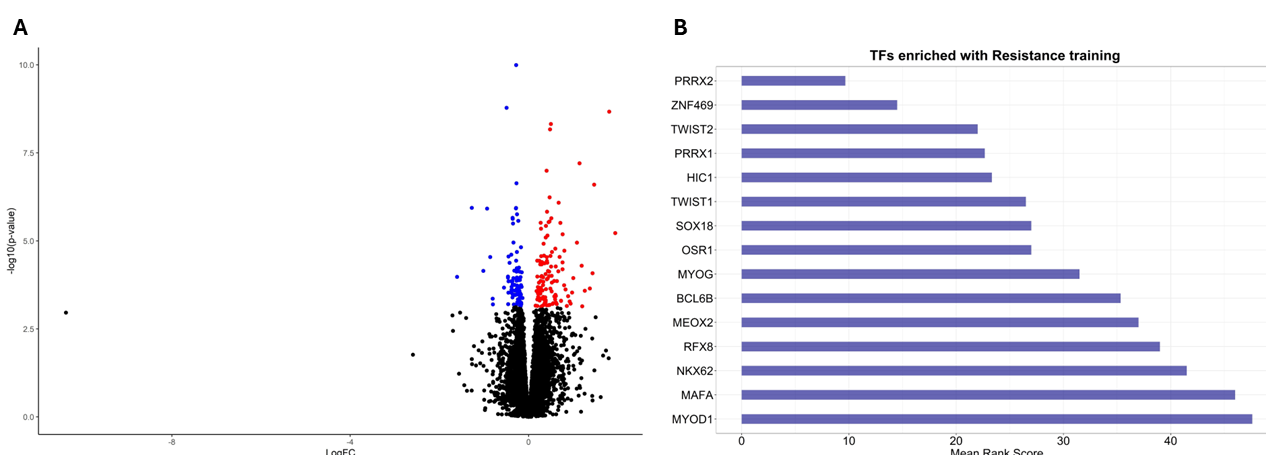 A
10.0
7.5
5.0
2.5
0.0
-log10(p-value)
-8
-4
0
LogFC
B
TFs enriched with Resistance training
PRRX2
ZNF469
TWIST2
PRRX1
HIC1
TWIST1
SOX18
OSR1
MYOG
BCL6B
MEOX2
RFX8
NKX62
MAFA
MYOD1
0
10
20
30
40
Mean Rank Score